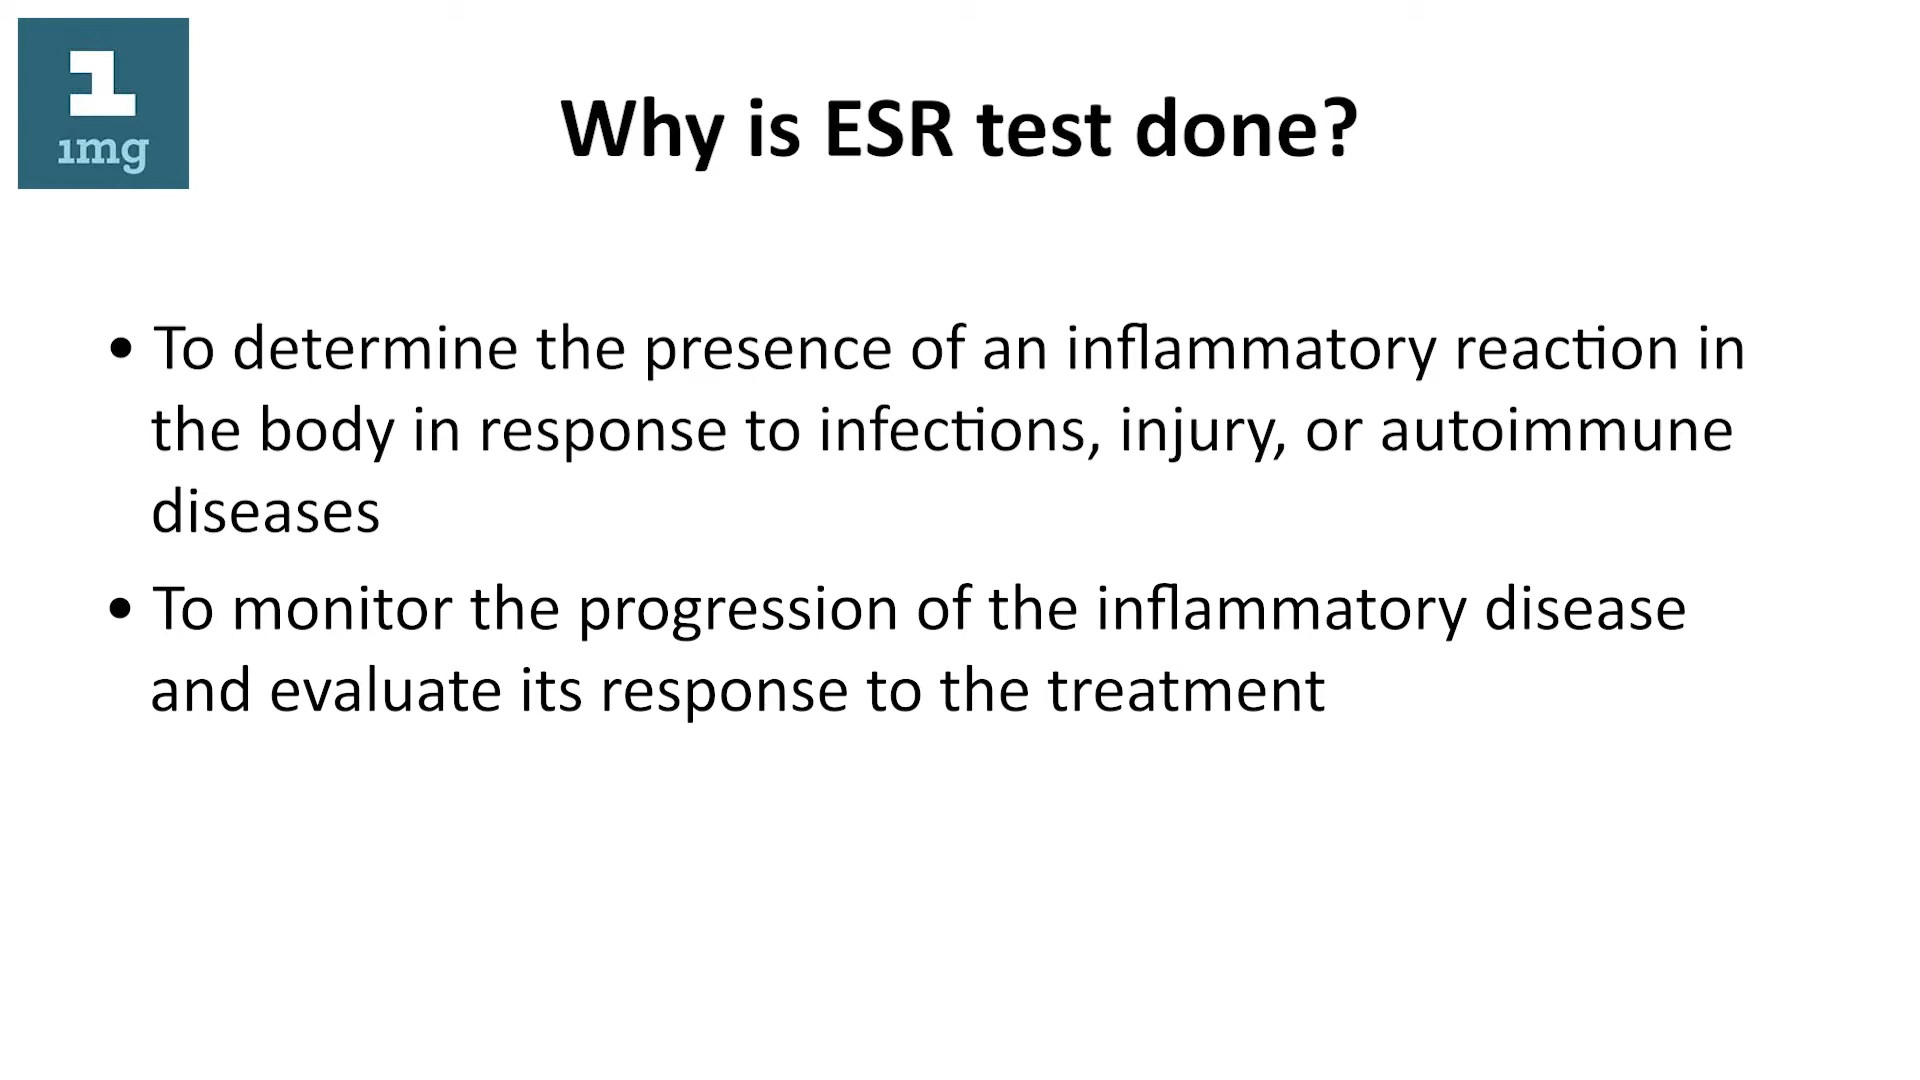 1mg
Why is ESR test done?
• To determine the presence of an inflammatory reaction in
the body in response to infections, injury, or autoimmune
diseases
• To monitor the progression of the inflammatory disease
and evaluate its response to the treatment